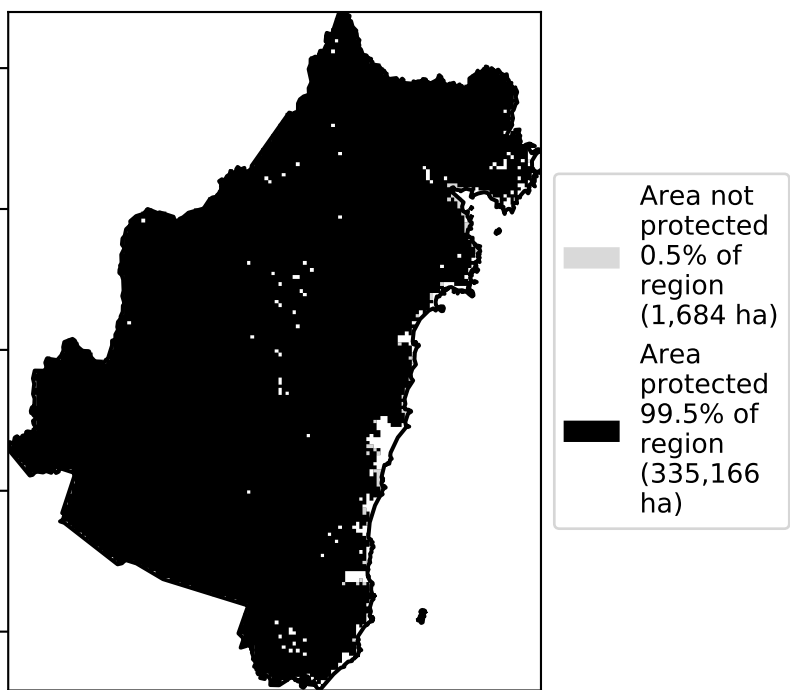 Area not
protected
0.5% of
region
(1,684 ha)
Area
protected
99.5% of
region
(335,166
ha)